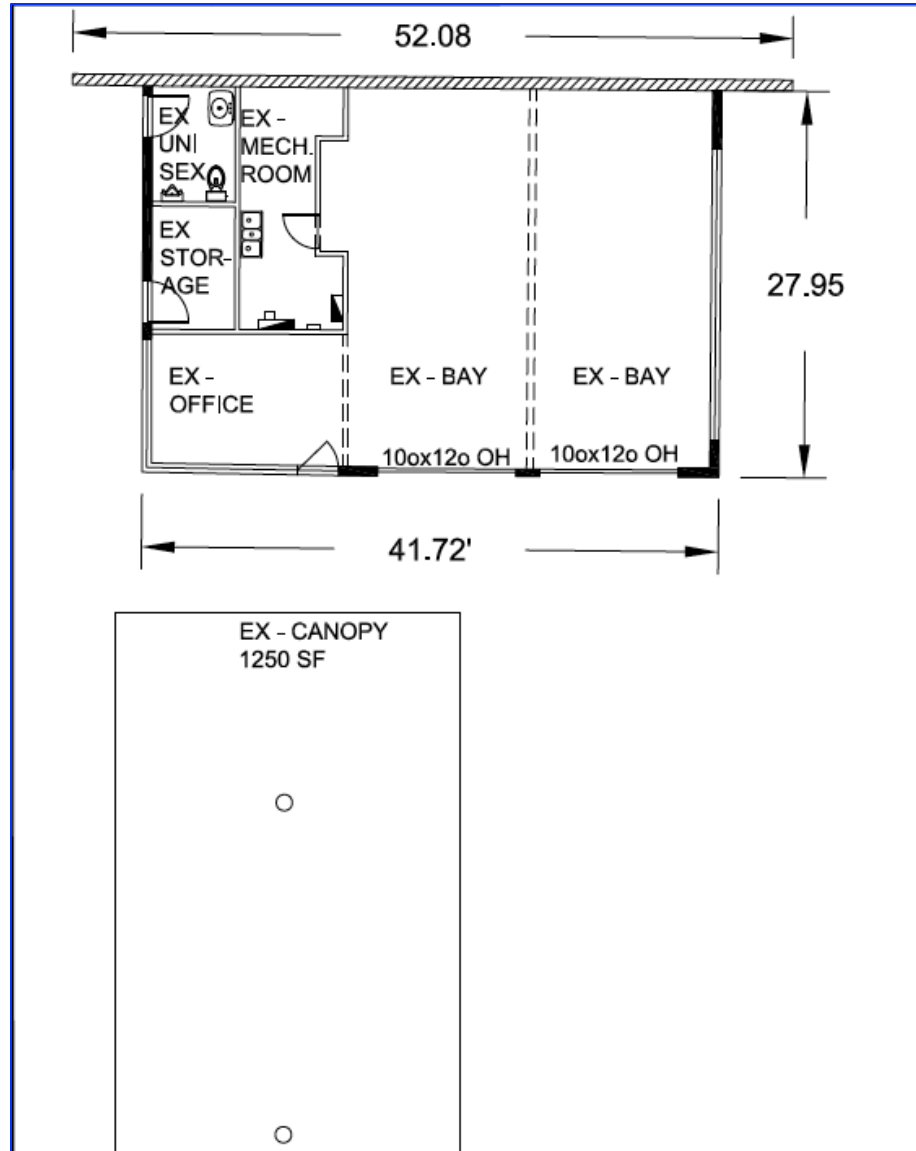 52.08
EX
UNI
SEX
EX -
MECH.
ROOM
EX
STOR-
AGE
27.95
EX -
OFFICE
EX - BAY
EX - BAY
10ox12o OH
10ox12o OH
41.72'
EX - CANOPY
1250 SF